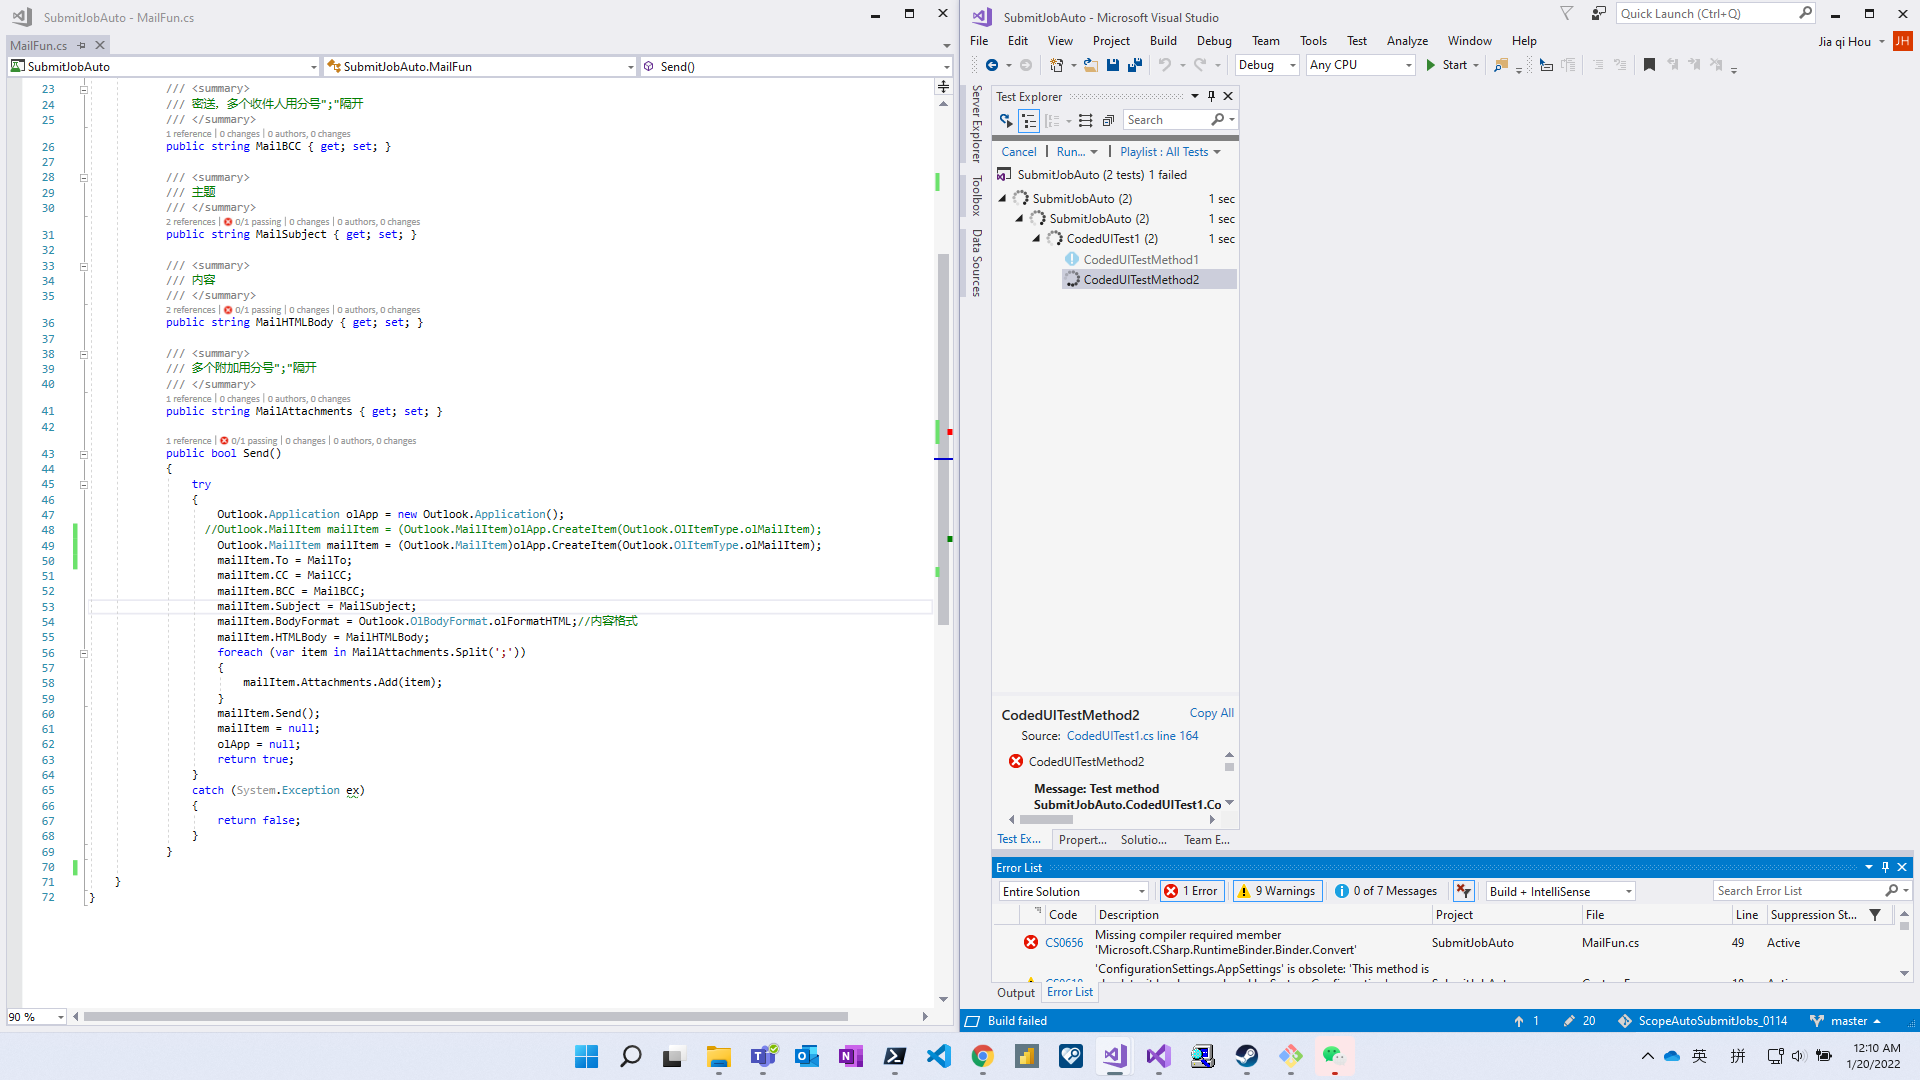 SubmitJobAuto - MailFun.cs
MailFun.cs
SubmitJobAuto
SubmitJobAuto.MailFun
Send()
23 /// <summary>
24 /// 密送，多个收件人用分号";"隔开
25 /// </summary>
1 reference | 0 changes | 0 authors, 0 changes
26 public string MailBCC { get; set; }
27
28 /// <summary>
29 /// 主题
30 /// </summary>
2 references | 0/1 passing | 0 changes | 0 authors, 0 changes
31 public string MailSubject { get; set; }
32
33 /// <summary>
34 /// 内容
35 /// </summary>
2 references | 0/1 passing | 0 changes | 0 authors, 0 changes
36 public string MailHTMLBody { get; set; }
37
38 /// <summary>
39 /// 多个附加用分号";"隔开
40 /// </summary>
1 reference | 0 changes | 0 authors, 0 changes
41 public string MailAttachments { get; set; }
42
1 reference | 0/1 passing | 0 changes | 0 authors, 0 changes
43 public bool Send()
44 {
45 try
46 {
47 Outlook.Application olApp = new Outlook.Application();
48 //Outlook.MailItem mailItem = (Outlook.MailItem)olApp.CreateItem(Outlook.OlItemType.olMailItem);
49 Outlook.MailItem mailItem = (Outlook.MailItem)olApp.CreateItem(Outlook.OlItemType.olMailItem);
50 mailItem.To = MailTo;
51 mailItem.CC = MailCC;
52 mailItem.BCC = MailBCC;
53 mailItem.Subject = MailSubject;
54 mailItem.BodyFormat = Outlook.OlBodyFormat.olFormatHTML;//内容格式
55 mailItem.HTMLBody = MailHTMLBody;
56 foreach (var item in MailAttachments.Split(';'))
57 {
58 mailItem.Attachments.Add(item);
59 }
60 mailItem.Send();
61 mailItem = null;
62 olApp = null;
63 return true;
64 }
65 catch (System.Exception ex)
66 {
67 return false;
68 }
69 }
70
71 }
72 }
90 %
SubmitJobAuto - Microsoft Visual Studio
Quick Launch (Ctrl+Q)
File Edit View Project Build Debug Team Tools Test Analyze Window Help
Jia qi Hou
JH
Debug
Any CPU
Start
Server Explorer
Toolbox
Data Sources
Test Explorer
Search
Cancel | Run... | Playlist : All Tests
SubmitJobAuto (2 tests) 1 failed
SubmitJobAuto (2) 1 sec
SubmitJobAuto (2) 1 sec
CodedUITest1 (2) 1 sec
CodedUITestMethod1
CodedUITestMethod2
CodedUITestMethod2
Copy All
Source: CodedUITest1.cs line 164
CodedUITestMethod2
Message: Test method
SubmitJobAuto.CodedUITest1.Co
Test Ex... Propert... Solutio... Team E...
Error List
Entire Solution
1 Error
9 Warnings
0 of 7 Messages
Build + IntelliSense
Search Error List
Code Description Project File Line Suppression St...
CS0656 Missing compiler required member 'Microsoft.CSharp.RuntimeBinder.Binder.Convert' SubmitJobAuto MailFun.cs 49 Active
'ConfigurationSettings.AppSettings' is obsolete: 'This method is
Output Error List
Build failed
1
20
ScopeAutoSubmitJobs_0114
master
英
拼
12:10 AM
1/20/2022